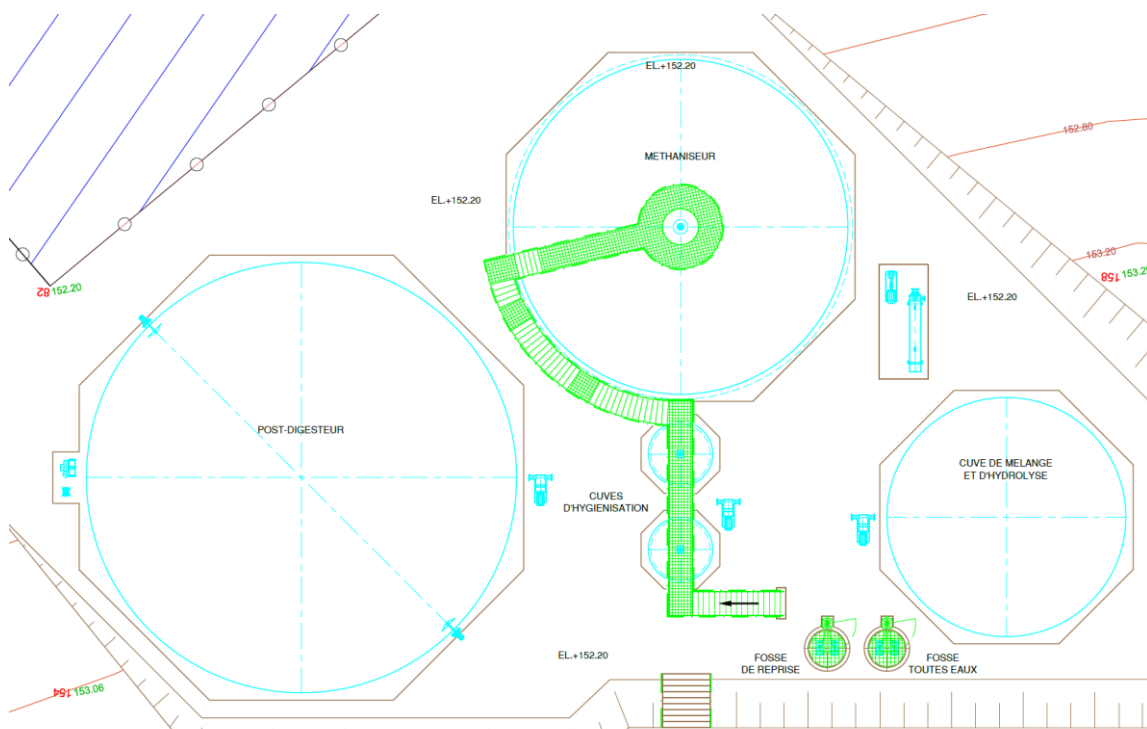 EL.+152.20
152.80
METHANISEUR
EL.+152.20
153.20
158 153.2
82 152.20
EL.+152.20
POST-DIGESTEUR
CUVE DE MELANGE
ET D'HYDROLYSE
CUVES
D'HYGIENISATION
EL.+152.20
FOSSE
DE REPRISE
FOSSE
TOUTES EAUX
154 153.06